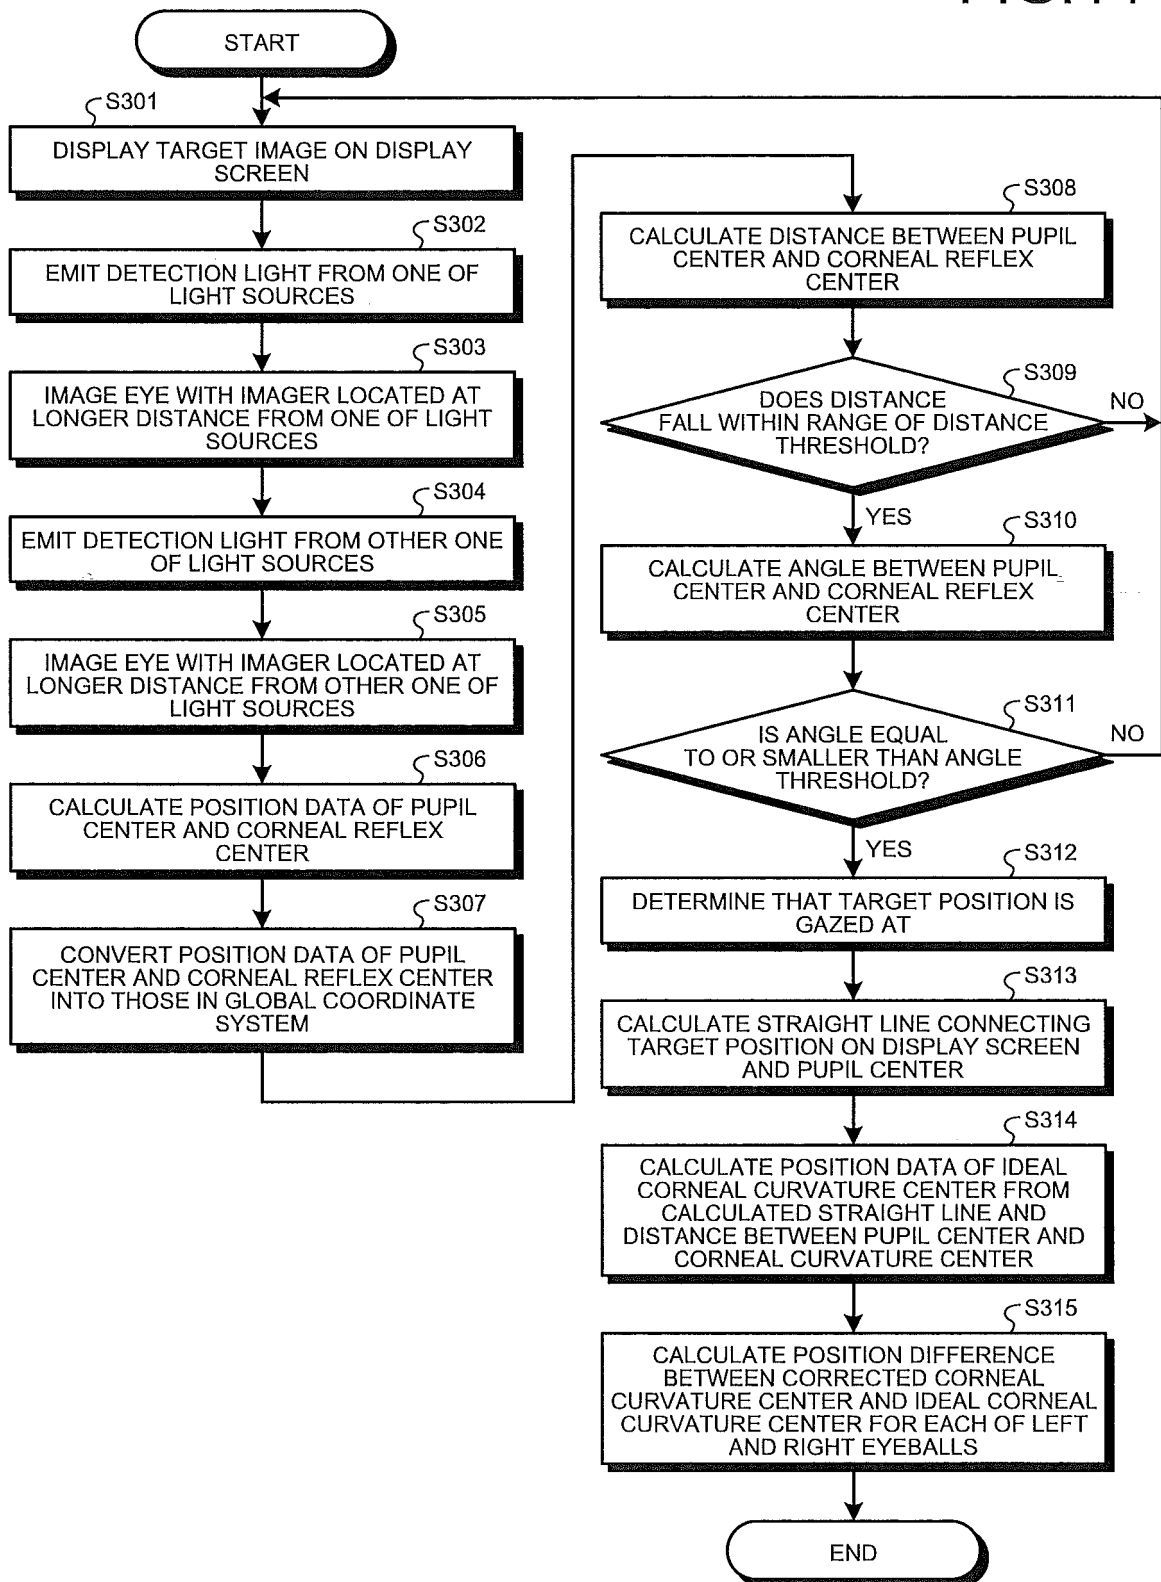 START
S301
DISPLAY TARGET IMAGE ON DISPLAY
SCREEN
S302
EMIT DETECTION LIGHT FROM ONE OF
LIGHT SOURCES
S303
IMAGE EYE WITH IMAGER LOCATED AT
LONGER DISTANCE FROM ONE OF LIGHT
SOURCES
S304
EMIT DETECTION LIGHT FROM OTHER ONE
OF LIGHT SOURCES
S305
IMAGE EYE WITH IMAGER LOCATED AT
LONGER DISTANCE FROM OTHER ONE OF
LIGHT SOURCES
S306
CALCULATE POSITION DATA OF PUPIL
CENTER AND CORNEAL REFLEX
CENTER
S307
CONVERT POSITION DATA OF PUPIL
CENTER AND CORNEAL REFLEX CENTER
INTO THOSE IN GLOBAL COORDINATE
SYSTEM
S308
CALCULATE DISTANCE BETWEEN PUPIL
CENTER AND CORNEAL REFLEX
CENTER
S309
DOES DISTANCE
FALL WITHIN RANGE OF DISTANCE
THRESHOLD?
NO
YES
S310
CALCULATE ANGLE BETWEEN PUPIL
CENTER AND CORNEAL REFLEX
CENTER
S311
IS ANGLE EQUAL
TO OR SMALLER THAN ANGLE
THRESHOLD?
NO
YES
S312
DETERMINE THAT TARGET POSITION IS
GAZED AT
S313
CALCULATE STRAIGHT LINE CONNECTING
TARGET POSITION ON DISPLAY SCREEN
AND PUPIL CENTER
S314
CALCULATE POSITION DATA OF IDEAL
CORNEAL CURVATURE CENTER FROM
CALCULATED STRAIGHT LINE AND
DISTANCE BETWEEN PUPIL CENTER AND
CORNEAL CURVATURE CENTER
S315
CALCULATE POSITION DIFFERENCE
BETWEEN CORRECTED CORNEAL
CURVATURE CENTER AND IDEAL CORNEAL
CURVATURE CENTER FOR EACH OF LEFT
AND RIGHT EYEBALLS
END